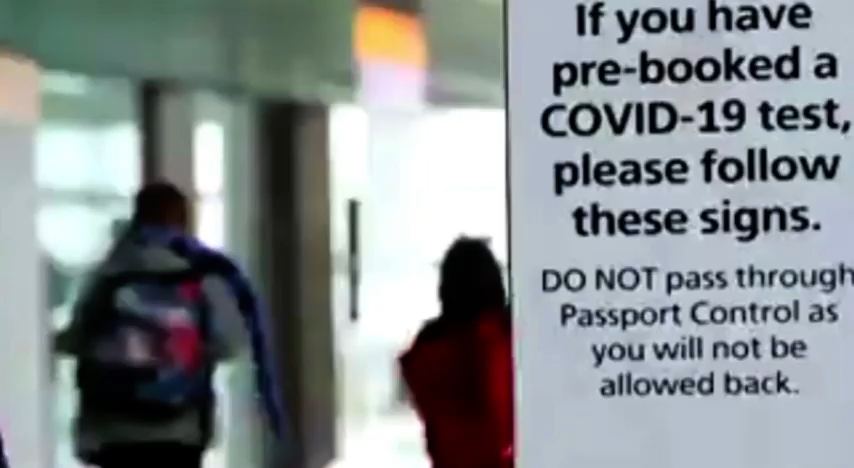 If you have
pre-booked a
COVID-19 test,
please follow
these signs.
DO NOT pass through
Passport Control as
you will not be
allowed back.